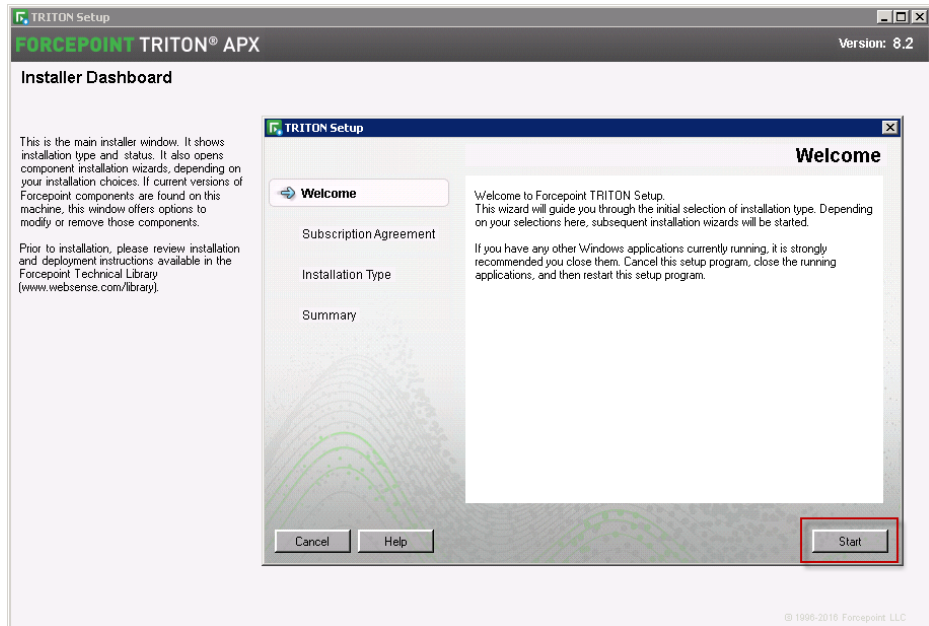 TRITON Setup
FORCEPOINT TRITON® APX
Version: 8.2
Installer Dashboard
This is the main installer window. It shows
installation type and status. It also opens
component installation wizards, depending on
your installation choices. If current versions of
Forcepoint components are found on this
machine, this window offers options to
modify or remove those components.
Prior to installation, please review installation
and deployment instructions available in the
Forcepoint Technical Library
(www.websense.com/library).
TRITON Setup
Welcome
Welcome
Subscription Agreement
Installation Type
Summary
Welcome to Forcepoint TRITON Setup.
This wizard will guide you through the initial selection of installation type. Depending
on your selections here, subsequent installation wizards will be started.
If you have any other Windows applications currently running, it is strongly
recommended you close them. Cancel this setup program, close the running
applications, and then restart this setup program.
Cancel
Help
Start
© 1996-2016 Forcepoint LLC